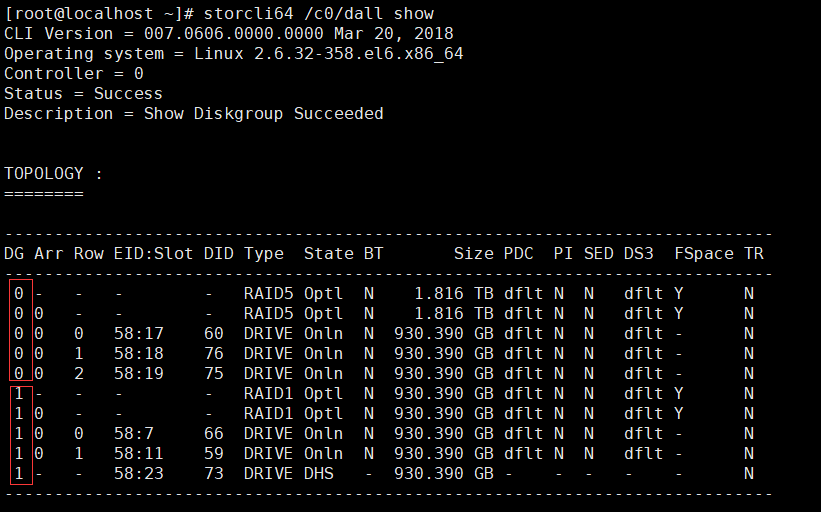 [root@localhost ~]# storcli64 /c0/dall show
CLI Version = 007.0606.0000.0000 Mar 20, 2018
Operating system = Linux 2.6.32-358.el6.x86_64
Controller = 0
Status = Success
Description = Show Diskgroup Succeeded
TOPOLOGY :
========
-----------------------------------------------------------------------------
DG Arr Row EID:Slot DID Type  State BT       Size PDC  PI SED DS3  FSpace TR
-----------------------------------------------------------------------------
 0 -   -   -        -   RAID5 Optl  N    1.816 TB dflt N  N   dflt Y      N
 0 0   -   -        -   RAID5 Optl  N    1.816 TB dflt N  N   dflt Y      N
 0 0   0   58:17    60  DRIVE Onln  N  930.390 GB dflt N  N   dflt -      N
 0 0   1   58:18    76  DRIVE Onln  N  930.390 GB dflt N  N   dflt -      N
 0 0   2   58:19    75  DRIVE Onln  N  930.390 GB dflt N  N   dflt -      N
 1 -   -   -        -   RAID1 Optl  N  930.390 GB dflt N  N   dflt Y      N
 1 0   -   -        -   RAID1 Optl  N  930.390 GB dflt N  N   dflt Y      N
 1 0   0   58:7     66  DRIVE Onln  N  930.390 GB dflt N  N   dflt -      N
 1 0   1   58:11    59  DRIVE Onln  N  930.390 GB dflt N  N   dflt -      N
 1 -   -   58:23    73  DRIVE DHS   -  930.390 GB -    -  -   -    -      N
-----------------------------------------------------------------------------